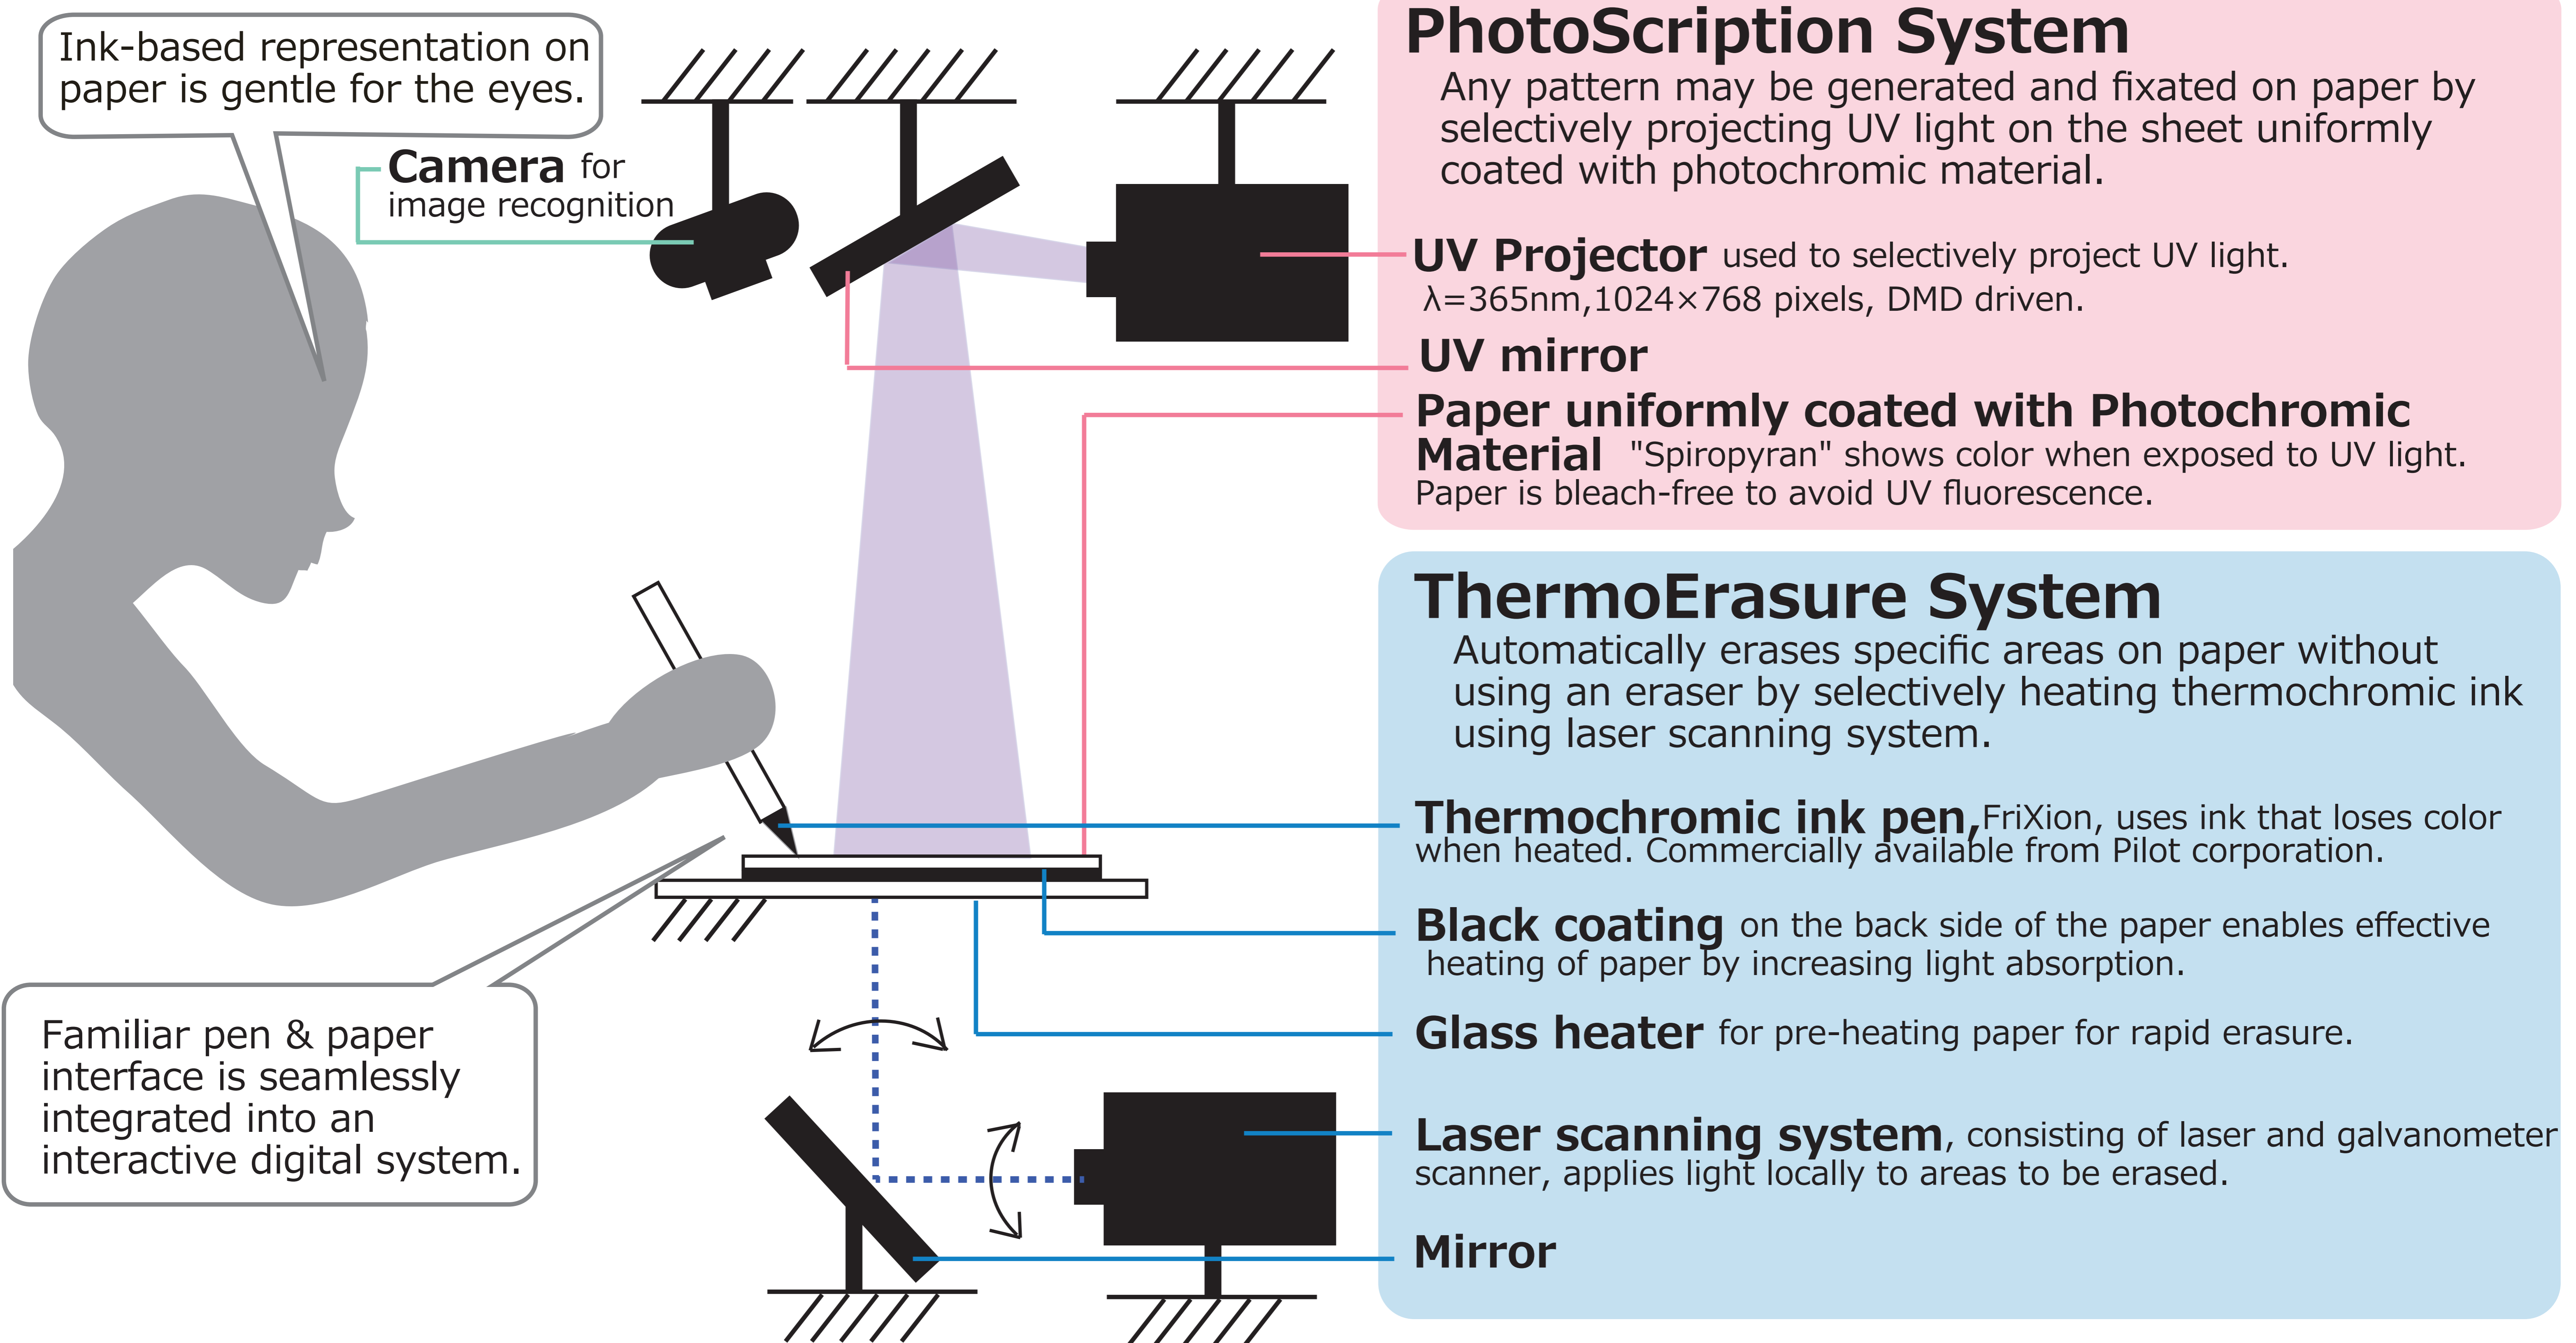 Ink-based representation on
paper is gentle for the eyes.
Camera for
image recognition
Familiar pen & paper
interface is seamlessly
integrated into an
interactive digital system.
PhotoScription System
Any pattern may be generated and fixated on paper by
selectively projecting UV light on the sheet uniformly
coated with photochromic material.
UV Projector used to selectively project UV light.
λ=365nm,1024×768 pixels, DMD driven.
UV mirror
Paper uniformly coated with Photochromic
Material "Spiropyran" shows color when exposed to UV light.
Paper is bleach-free to avoid UV fluorescence.
ThermoErasure System
Automatically erases specific areas on paper without
using an eraser by selectively heating thermochromic ink
using laser scanning system.
Thermochromic ink pen,FriXion, uses ink that loses color
when heated. Commercially available from Pilot corporation.
Black coating on the back side of the paper enables effective
heating of paper by increasing light absorption.
Glass heater for pre-heating paper for rapid erasure.
Laser scanning system, consisting of laser and galvanometer
scanner, applies light locally to areas to be erased.
Mirror